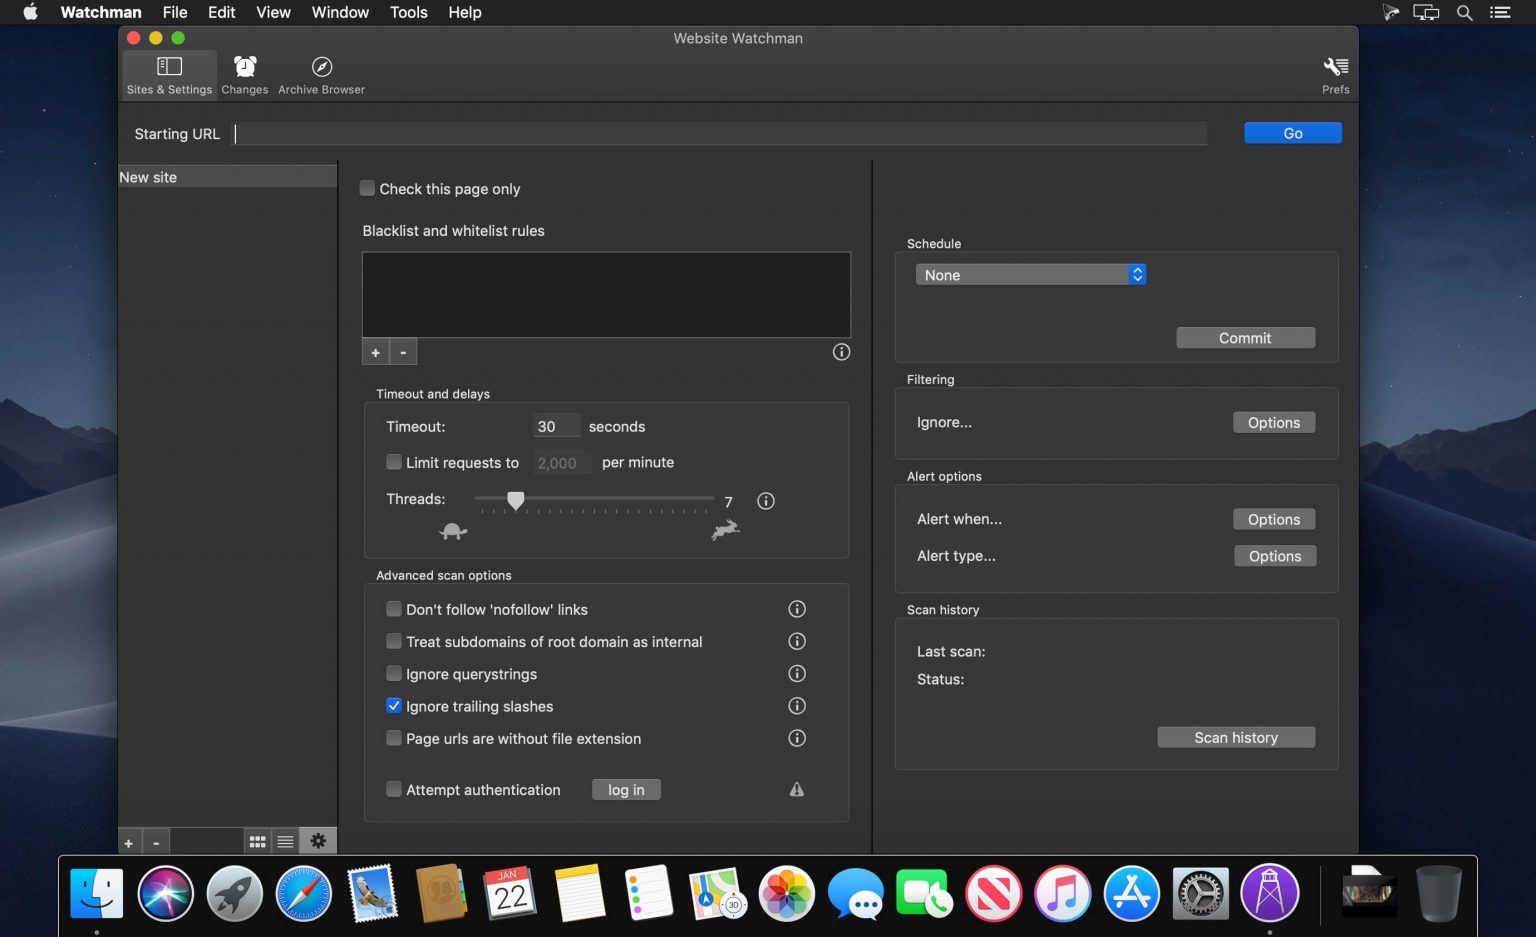 Watchman File Edit View Window Tools Help
Website Watchman
Sites & Settings Changes Archive Browser Prefs
Starting URL Go
New site
Check this page only
Blacklist and whitelist rules
+ -
Timeout and delays
Timeout: 30 seconds
Limit requests to 2,000 per minute
Threads: 7
Advanced scan options
Don't follow 'nofollow' links
Treat subdomains of root domain as internal
Ignore querystrings
Ignore trailing slashes
Page urls are without file extension
Attempt authentication log in
Schedule
None
Commit
Filtering
Ignore... Options
Alert options
Alert when... Options
Alert type... Options
Scan history
Last scan:
Status:
Scan history
+ -
JAN
22
3D